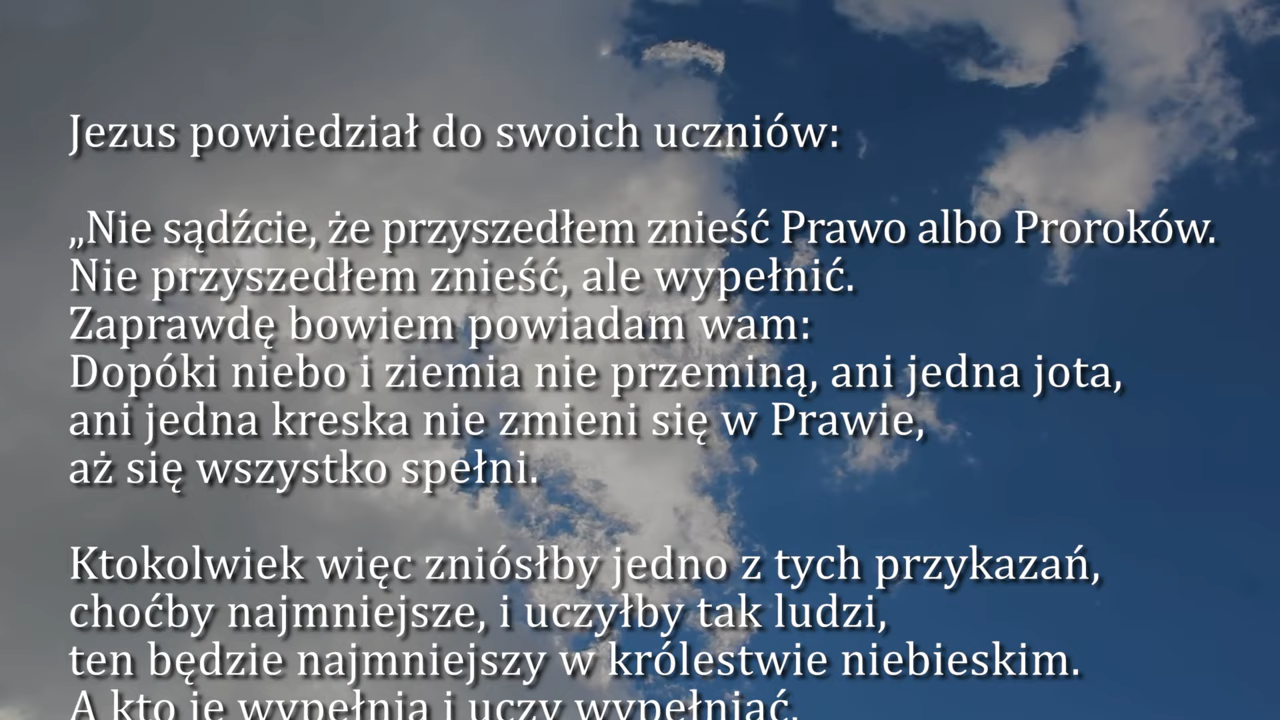 Jezus powiedział do swoich uczniów:
„Nie sądźcie, że przyszedłem znieść Prawo albo Proroków.
Nie przyszedłem znieść, ale wypełnić.
Zaprawdę bowiem powiadam wam:
Dopóki niebo i ziemia nie przeminą, ani jedna jota,
ani jedna kreska nie zmieni się w Prawie,
aż się wszystko spełni.
Ktokolwiek więc zniósłby jedno z tych przykazań,
choćby najmniejsze, i uczyłby tak ludzi,
ten będzie najmniejszy w królestwie niebieskim.
A kto je wypełnia i uczy wypełniać,